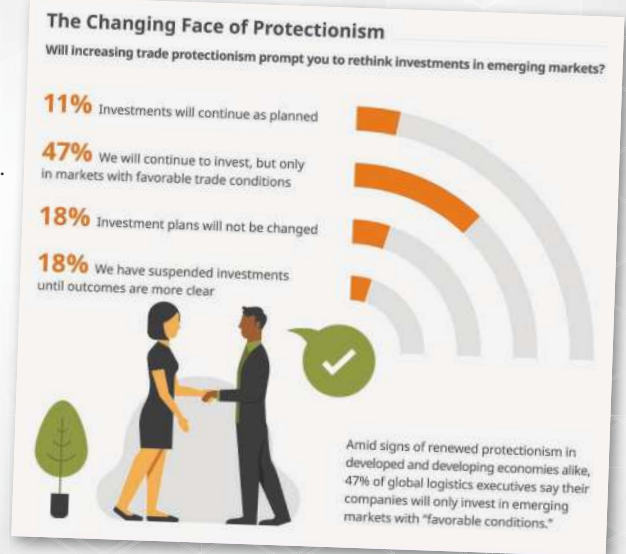 The Changing Face of Protectionism
Will increasing trade protectionism prompt you to rethink investments in emerging markets?
11% Investments will continue as planned
47% We will continue to invest, but only
in markets with favorable trade conditions
18% Investment plans will not be changed
18% We have suspended investments
until outcomes are more clear
Amid signs of renewed protectionism in
developed and developing economies alike,
47% of global logistics executives say their
companies will only invest in emerging
markets with "favorable conditions."